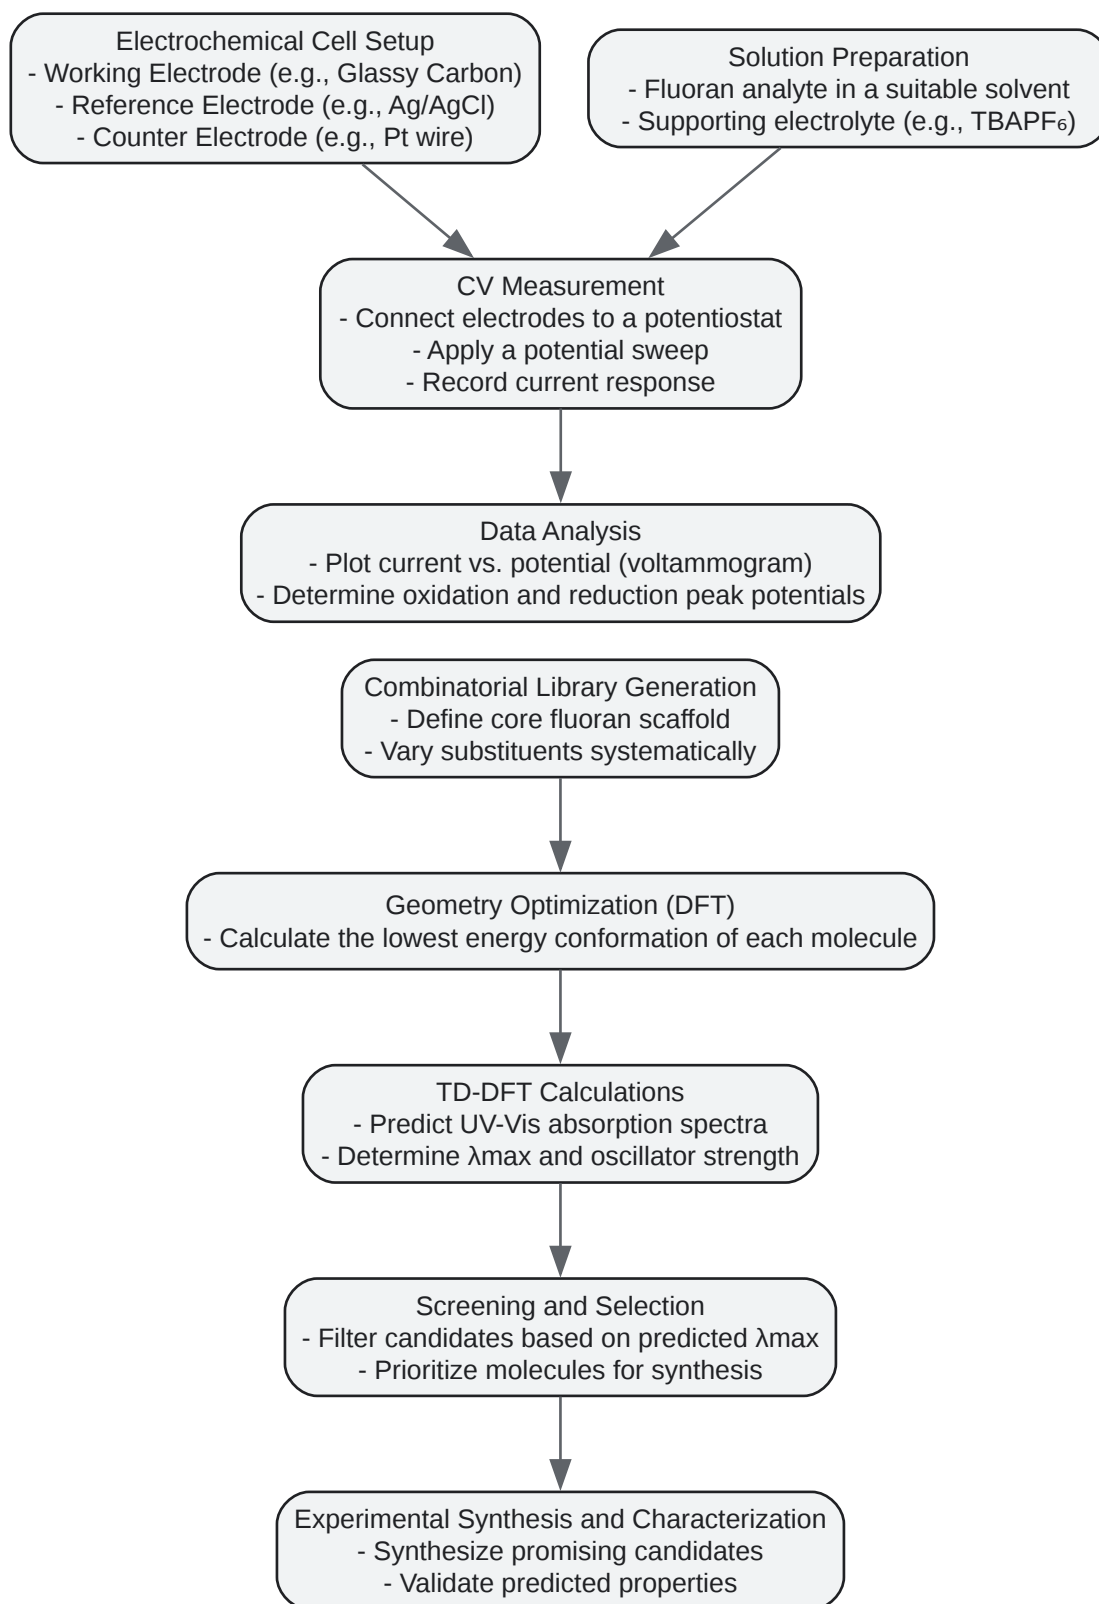 Electrochemical Cell Setup
- Working Electrode (e.g., Glassy Carbon)
- Reference Electrode (e.g., Ag/AgCl)
- Counter Electrode (e.g., Pt wire)
Solution Preparation
- Fluoran analyte in a suitable solvent
- Supporting electrolyte (e.g., TBAPF₆)
CV Measurement
- Connect electrodes to a potentiostat
- Apply a potential sweep
- Record current response
Data Analysis
- Plot current vs. potential (voltammogram)
- Determine oxidation and reduction peak potentials
Combinatorial Library Generation
- Define core fluoran scaffold
- Vary substituents systematically
Geometry Optimization (DFT)
- Calculate the lowest energy conformation of each molecule
TD-DFT Calculations
- Predict UV-Vis absorption spectra
- Determine λmax and oscillator strength
Screening and Selection
- Filter candidates based on predicted λmax
- Prioritize molecules for synthesis
Experimental Synthesis and Characterization
- Synthesize promising candidates
- Validate predicted properties